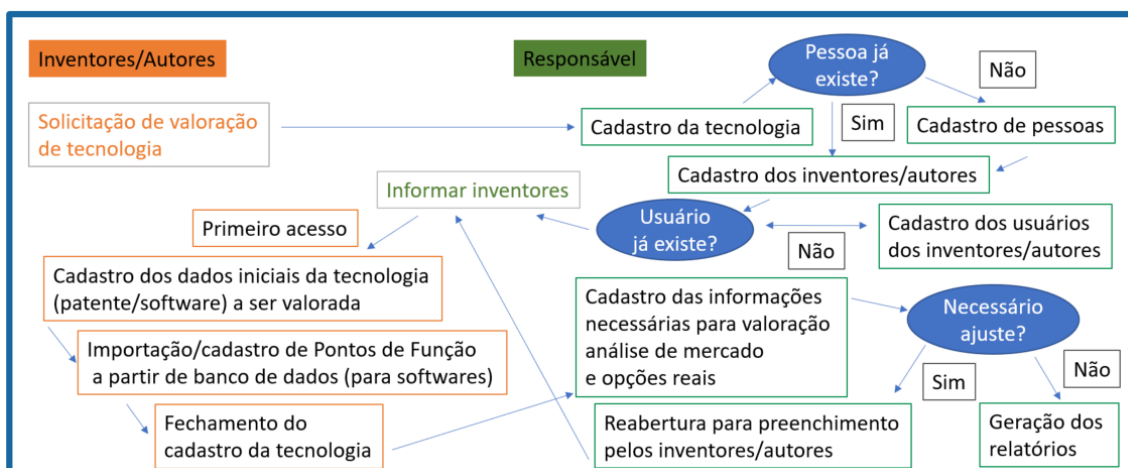 Inventores/Autores
Responsável
Pessoa já
existe?
Não
Solicitação de valoração
de tecnologia
Cadastro da tecnologia
Sim
Cadastro de pessoas
Cadastro dos inventores/autores
Informar inventores
Usuário
já existe?
Não
Cadastro dos usuários
dos inventores/autores
Primeiro acesso
Cadastro dos dados iniciais da tecnologia
(patente/software) a ser valorada
Importação/cadastro de Pontos de Função
a partir de banco de dados (para softwares)
Fechamento do
cadastro da tecnologia
Cadastro das informações
necessárias para valoração
análise de mercado
e opções reais
Necessário
ajuste?
Sim
Não
Reabertura para preenchimento
pelos inventores/autores
Geração dos
relatórios